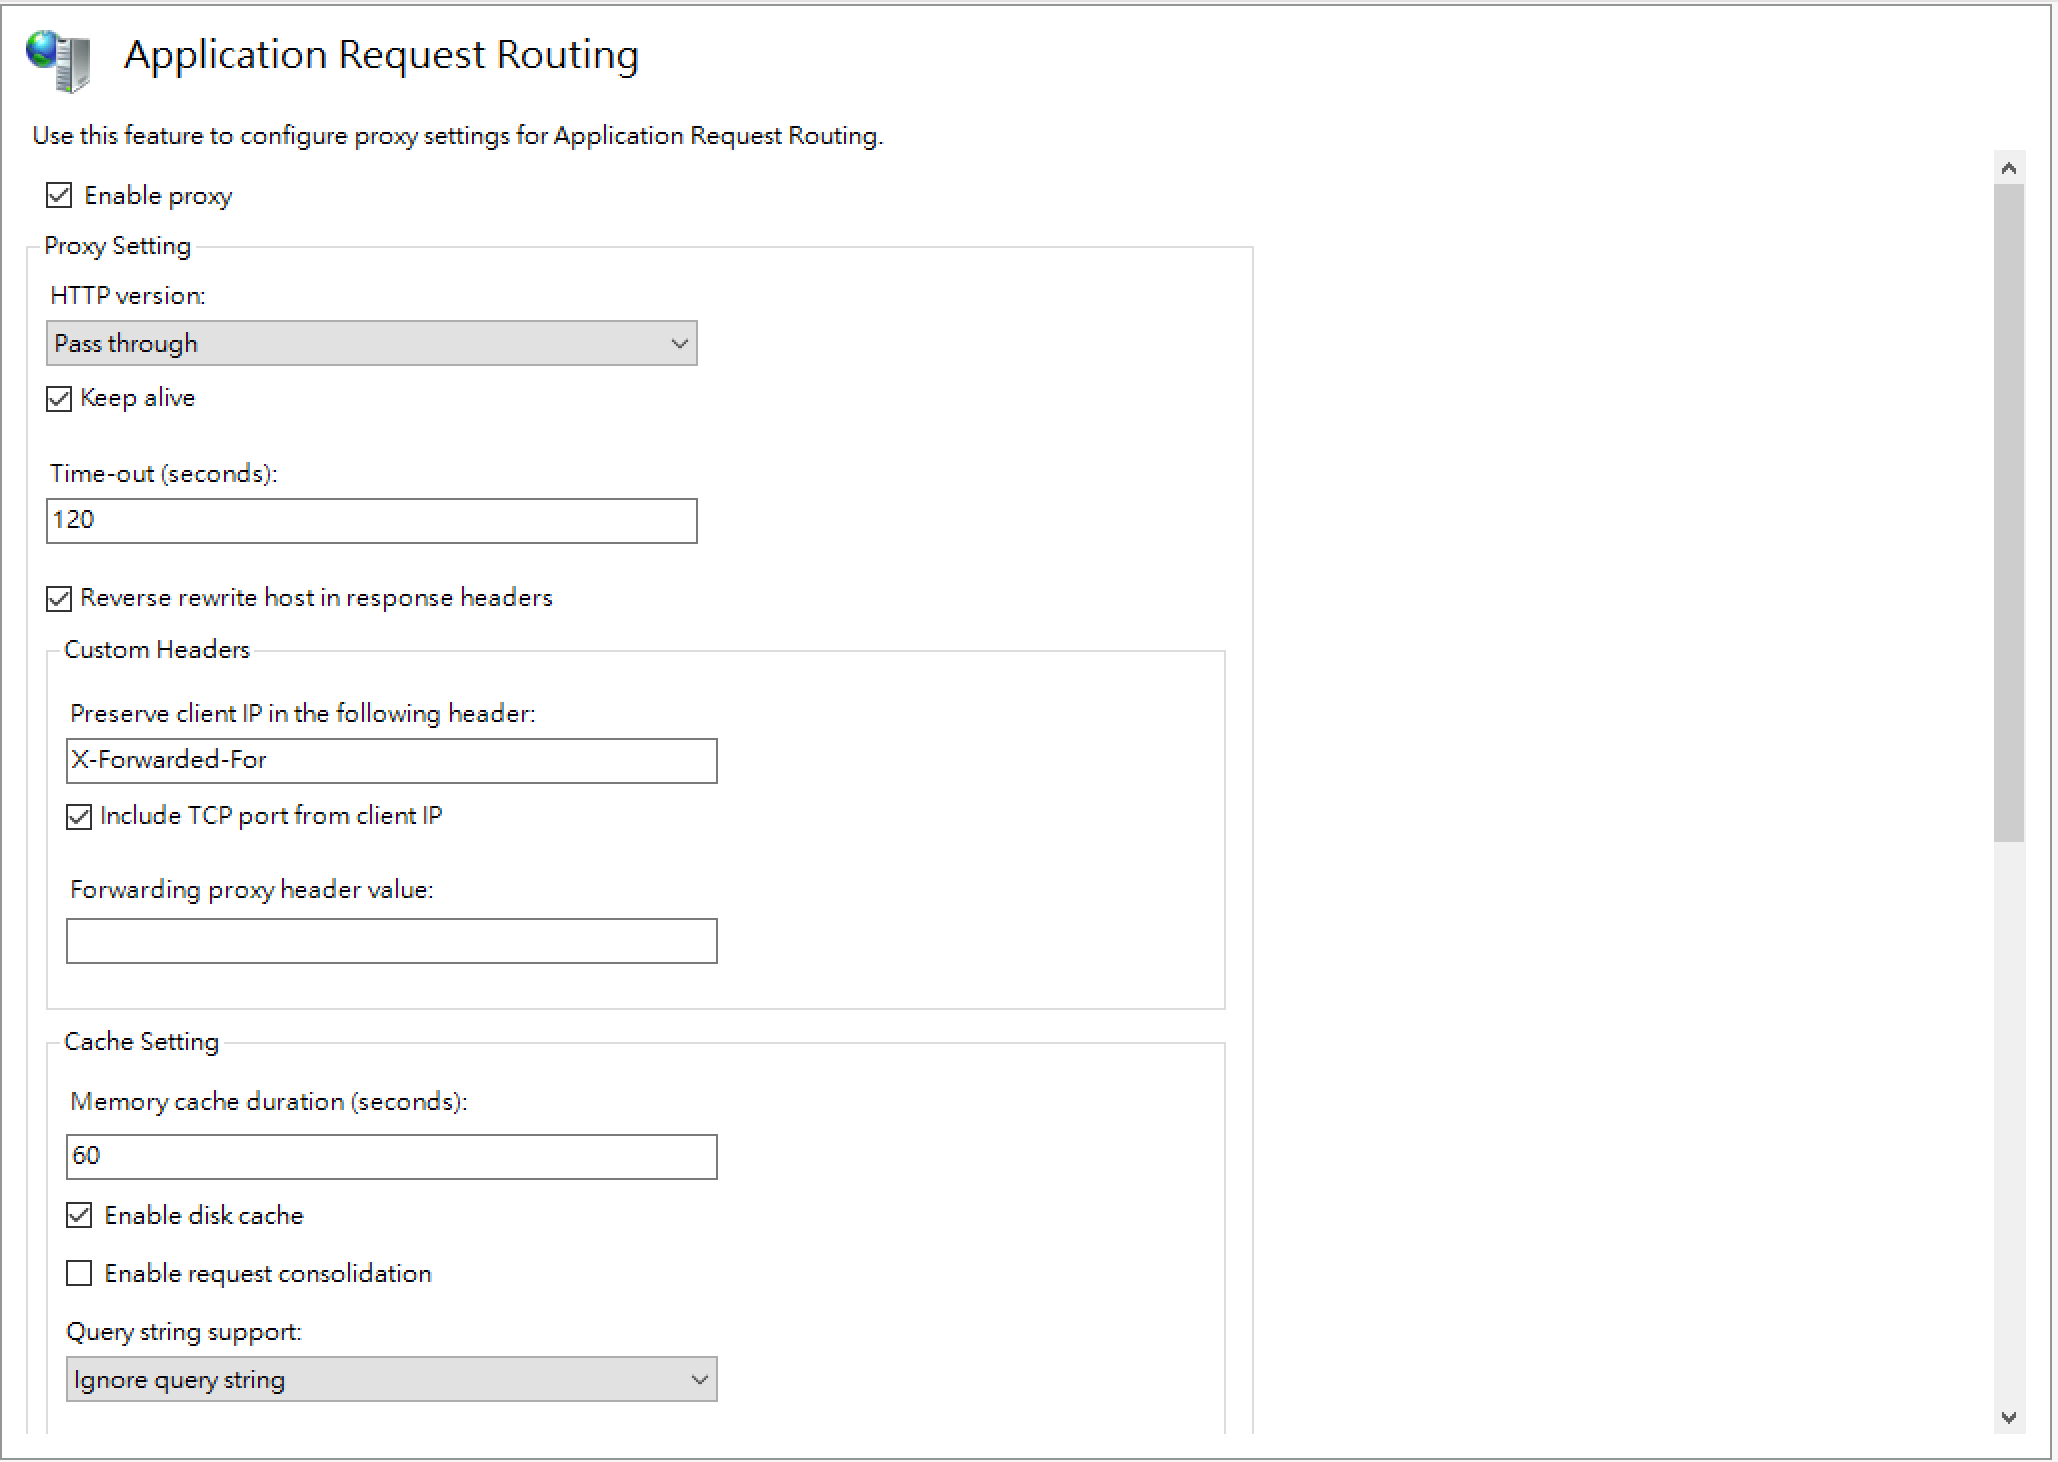 Application Request Routing
Use this feature to configure proxy settings for Application Request Routing.
Enable proxy
Proxy Setting
HTTP version:
Pass through
Keep alive
Time-out (seconds):
120
Reverse rewrite host in response headers
Custom Headers
Preserve client IP in the following header:
X-Forwarded-For
Include TCP port from client IP
Forwarding proxy header value:
Cache Setting
Memory cache duration (seconds):
60
Enable disk cache
Enable request consolidation
Query string support:
Ignore query string